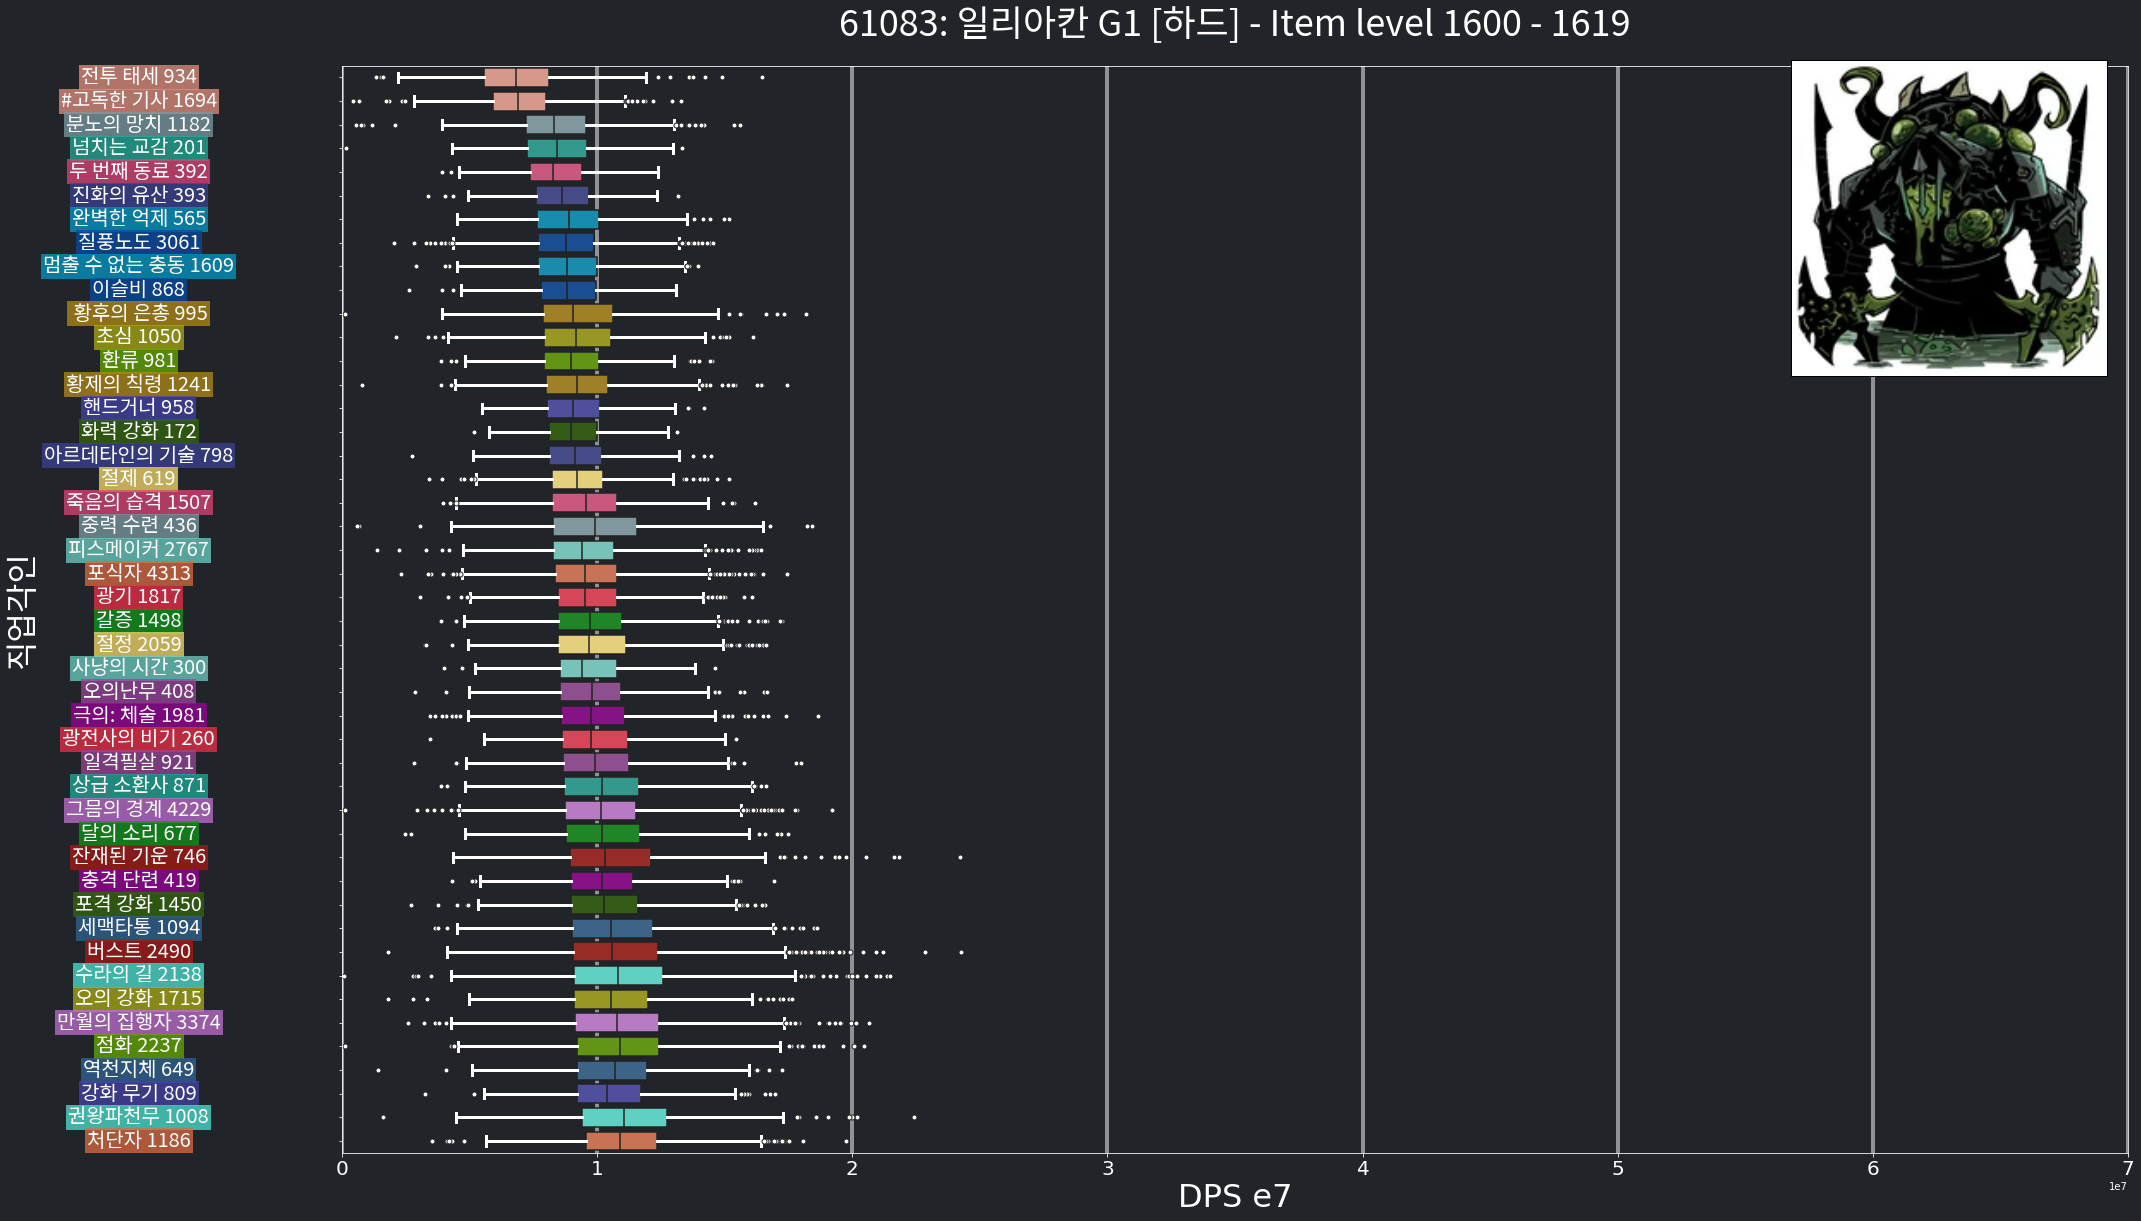 61083: 일리아칸 G1 [하드] - Item level 1600 - 1619
전투 태세 934
#고독한 기사 1694
분노의 망치 1182
넘치는 교감 201
두 번째 동료 392
진화의 유산 393
완벽한 억제 565
질풍노도 3061
멈출 수 없는 충동 1609
이슬비 868
황후의 은총 995
초심 1050
환류 981
황제의 칙령 1241
핸드거너 958
화력 강화 172
아르데타인의 기술 798
절제 619
죽음의 습격 1507
중력 수련 436
피스메이커 2767
포식자 4313
광기 1817
갈증 1498
절정 2059
사냥의 시간 300
오의난무 408
극의: 체술 1981
광전사의 비기 260
일격필살 921
상급 소환사 871
그믐의 경계 4229
달의 소리 677
잔재된 기운 746
충격 단련 419
포격 강화 1450
세맥타통 1094
버스트 2490
수라의 길 2138
오의 강화 1715
만월의 집행자 3374
점화 2237
역천지체 649
강화 무기 809
권왕파천무 1008
처단자 1186
직업각인
0 1 2 3 4 5 6 7
DPS e7
1e7